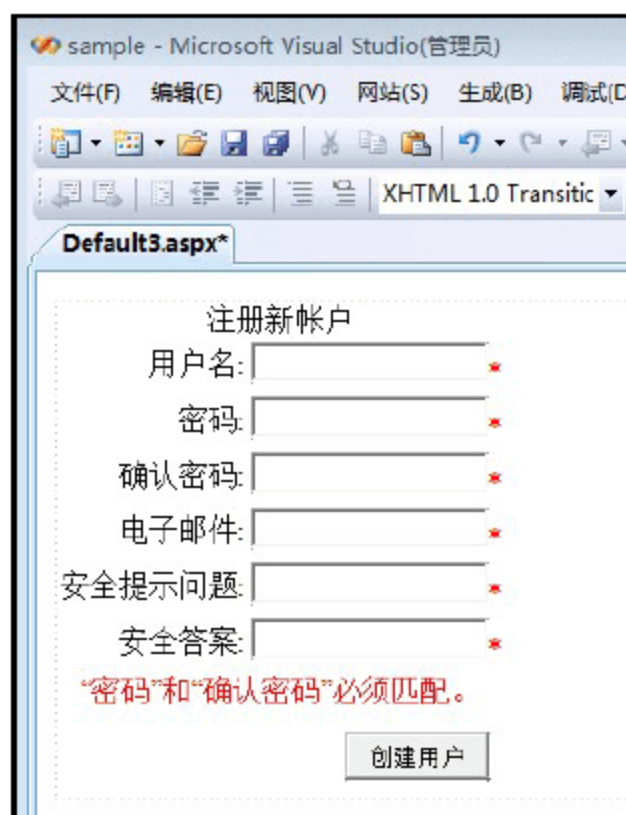 sample - Microsoft Visual Studio(管理员)
文件(F) 编辑(E) 视图(V) 网站(S) 生成(B) 调试(D
XHTML 1.0 Transitic
Default3.aspx*
注册新帐户
用户名: *
密码: *
确认密码: *
电子邮件: *
安全提示问题: *
安全答案: *
“密码”和“确认密码”必须匹配。
创建用户